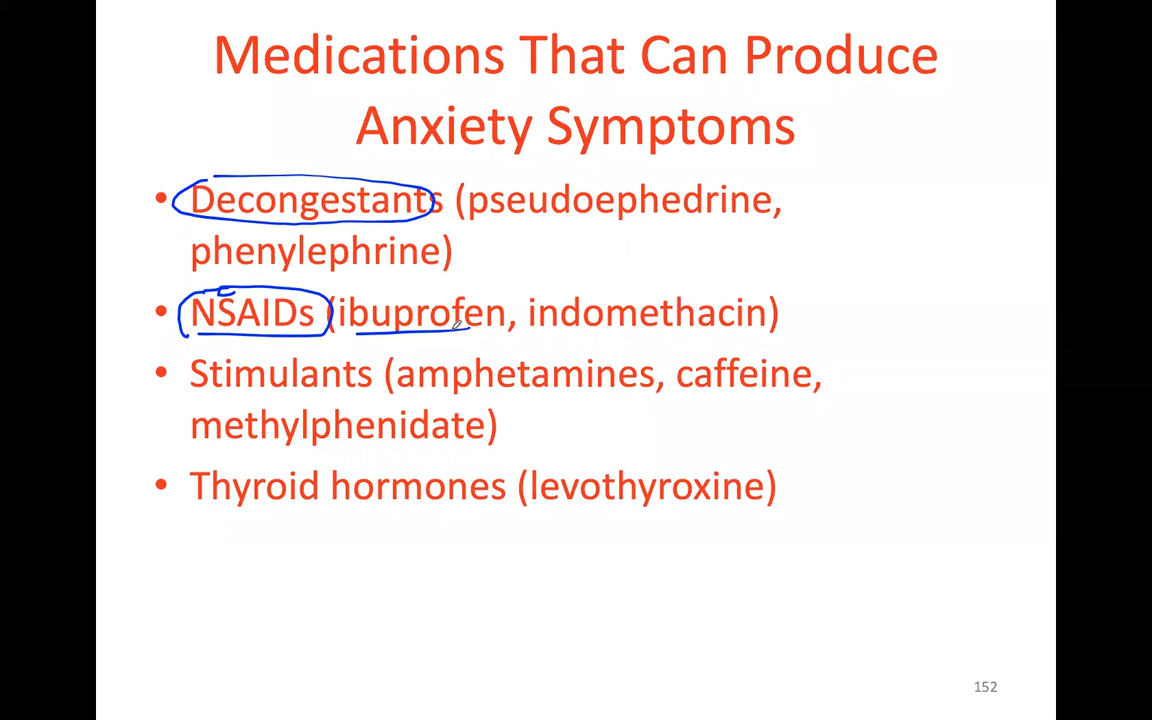 Medications That Can Produce
Anxiety Symptoms
• Decongestants (pseudoephedrine,
phenylephrine)
• NSAIDs (ibuprofen, indomethacin)
• Stimulants (amphetamines, caffeine,
methylphenidate)
• Thyroid hormones (levothyroxine)
152